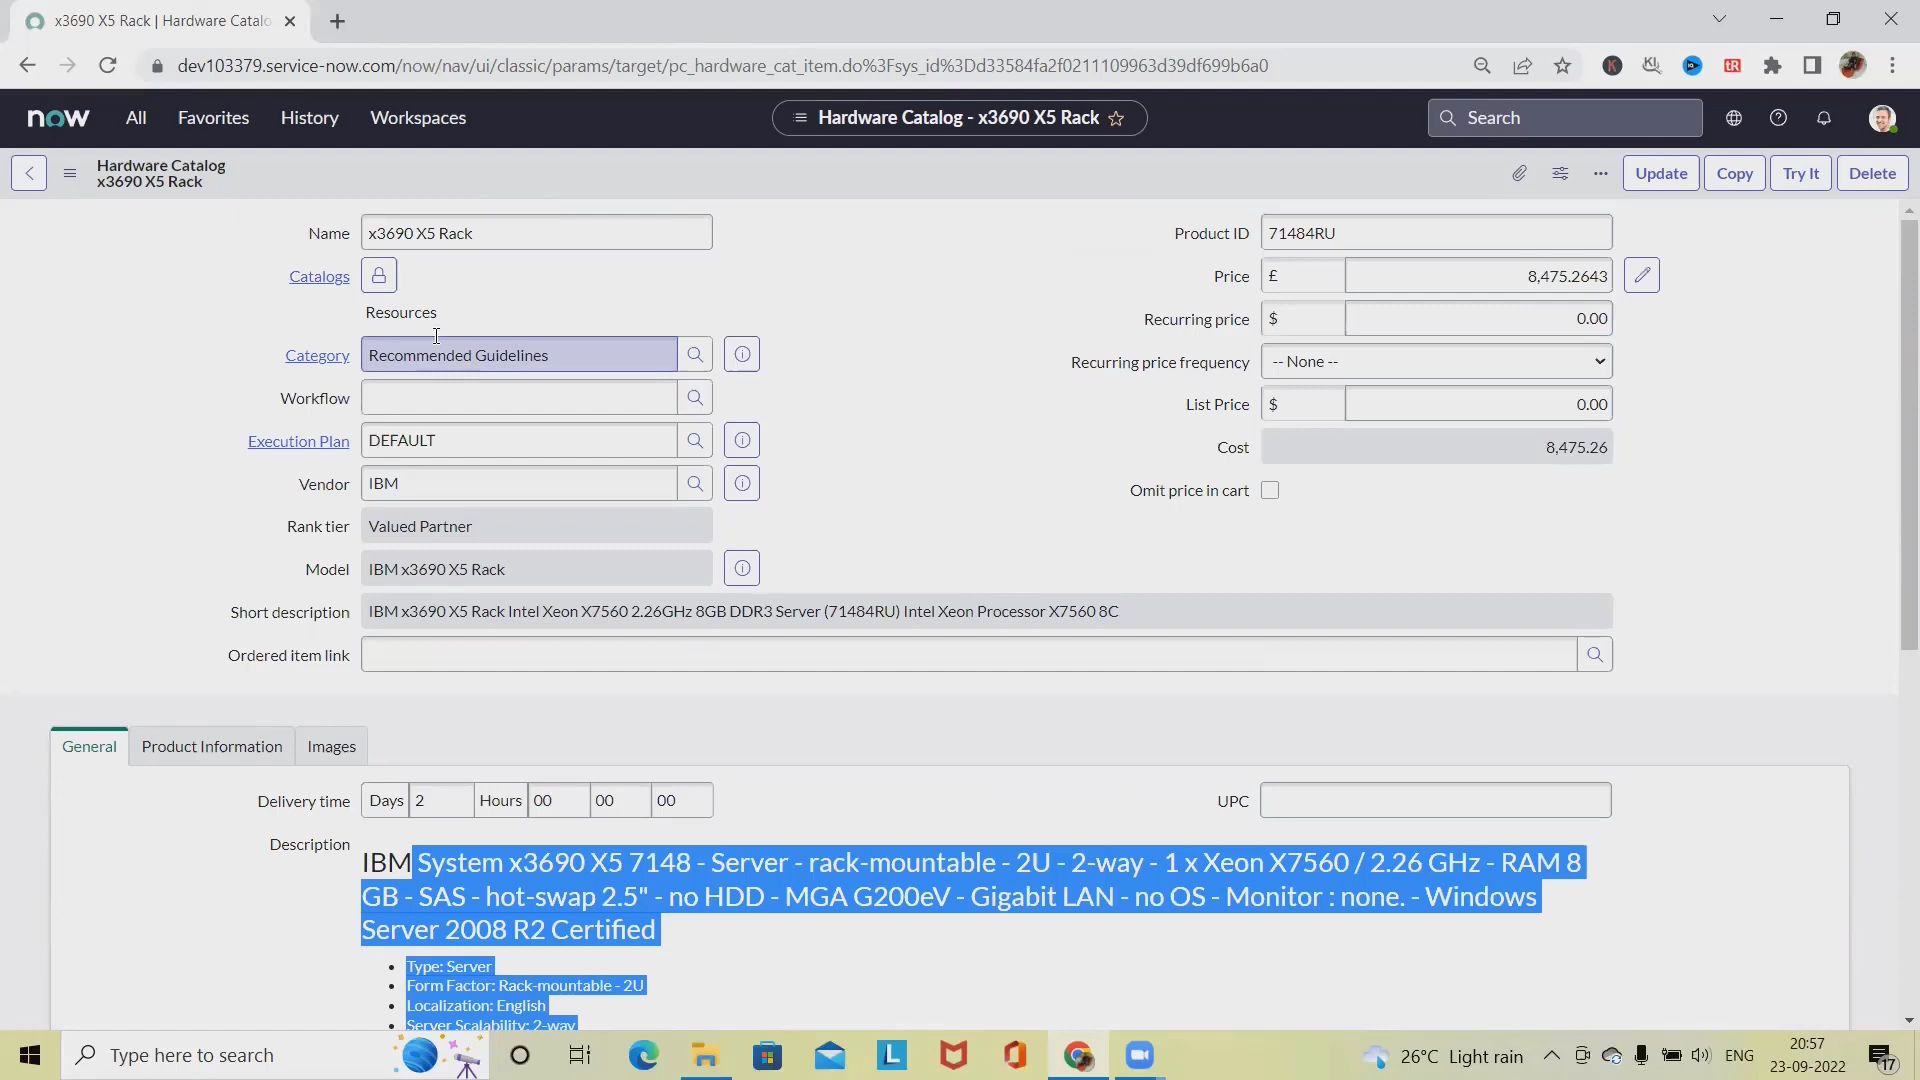 x3690 X5 Rack | Hardware Catalo
dev103379.service-now.com/now/nav/ui/classic/params/target/pc_hardware_cat_item.do%3Fsys_id%3Dd33584fa2f0211109963d39df699b6a0
now All Favorites History Workspaces Hardware Catalog - x3690 X5 Rack Search
Hardware Catalog
x3690 X5 Rack
Update Copy Try It Delete
Name x3690 X5 Rack Product ID 71484RU
Catalogs Price £ 8,475.2643
Resources
Recurring price $ 0.00
Category Recommended Guidelines Recurring price frequency -- None --
Workflow List Price $ 0.00
Execution Plan DEFAULT Cost 8,475.26
Vendor IBM Omit price in cart
Rank tier Valued Partner
Model IBM x3690 X5 Rack
Short description IBM x3690 X5 Rack Intel Xeon X7560 2.26GHz 8GB DDR3 Server (71484RU) Intel Xeon Processor X7560 8C
Ordered item link
General Product Information Images
Delivery time Days 2 Hours 00 00 00 UPC
Description
IBM System x3690 X5 7148 - Server - rack-mountable - 2U - 2-way - 1 x Xeon X7560 / 2.26 GHz - RAM 8
GB - SAS - hot-swap 2.5" - no HDD - MGA G200eV - Gigabit LAN - no OS - Monitor : none. - Windows
Server 2008 R2 Certified
• Type: Server
• Form Factor: Rack-mountable - 2U
• Localization: English
• Server Scalability: 2-way
Type here to search 26°C Light rain ENG 20:57
23-09-2022 17